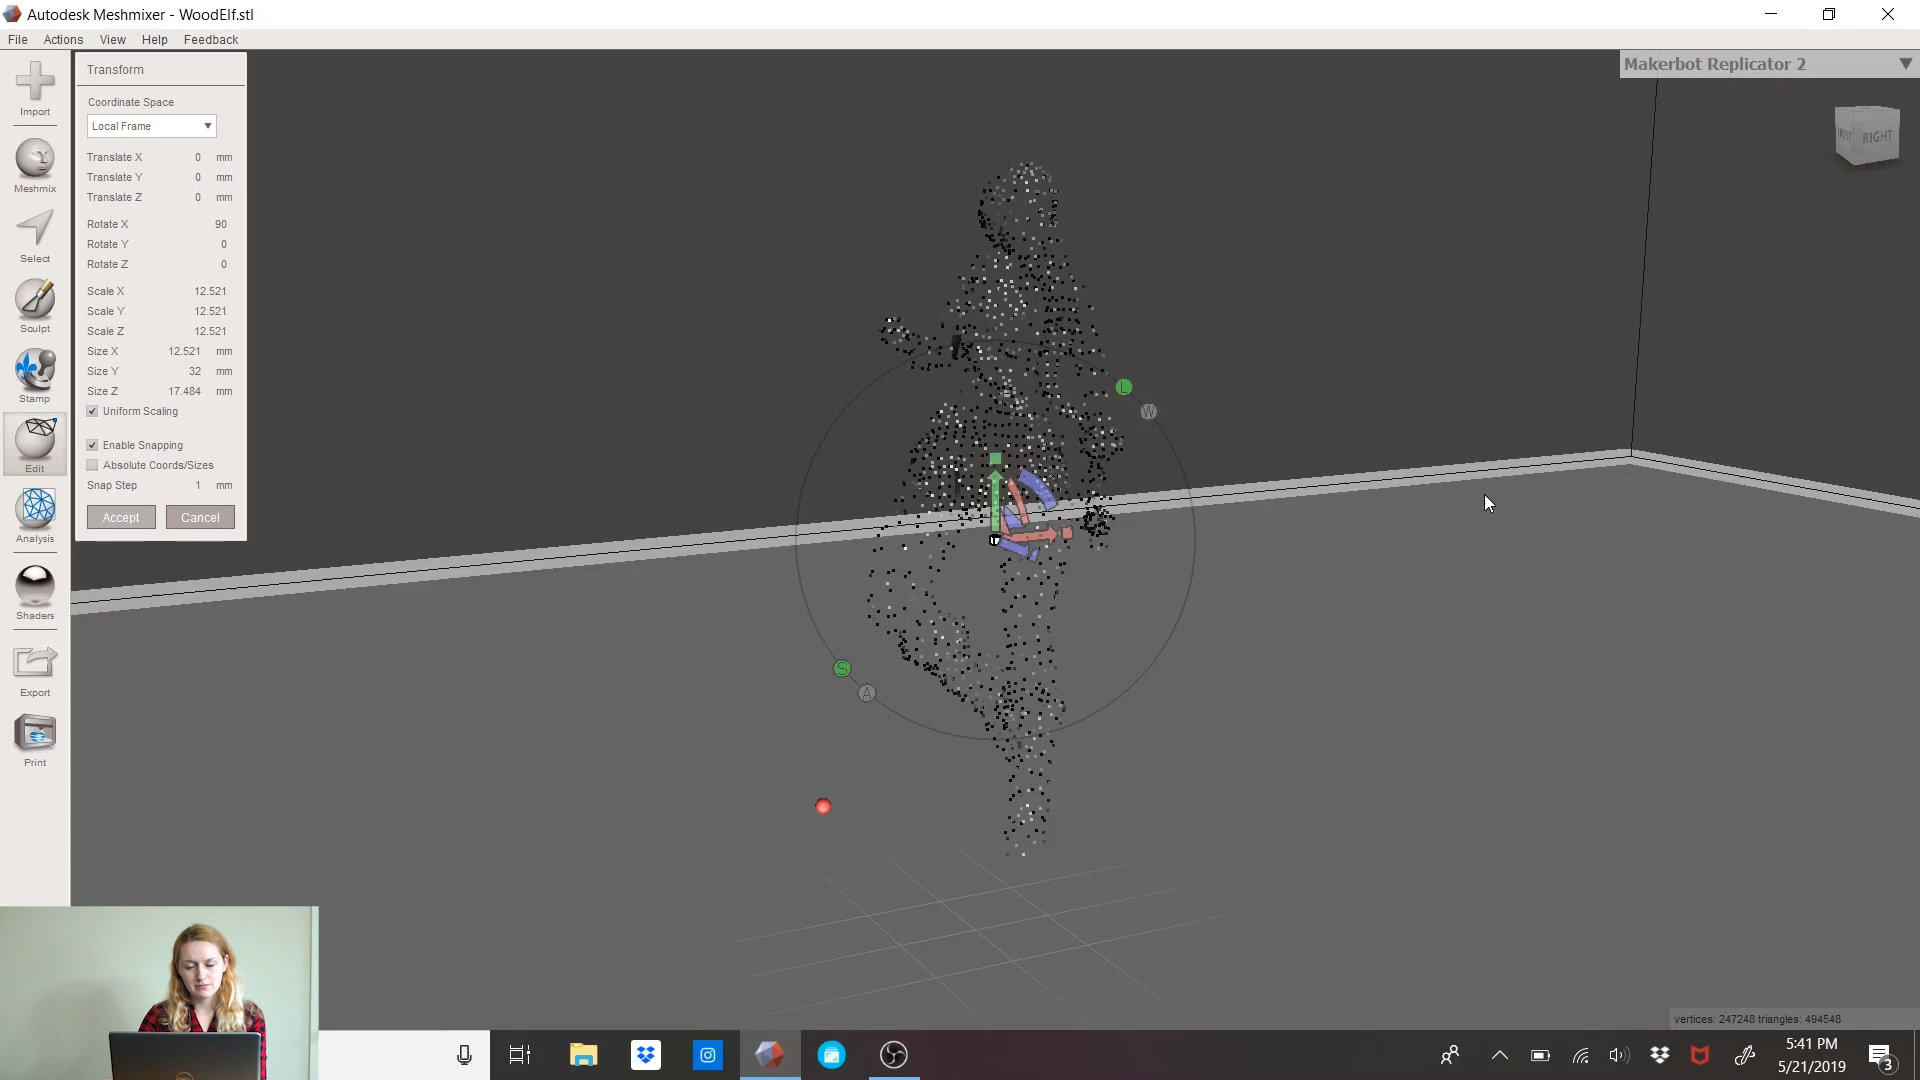 Autodesk Meshmixer - WoodElf.stl
File Actions View Help Feedback
Import
Meshmix
Select
Sculpt
Stamp
Edit
Analysis
Shaders
Export
Print
Transform
Coordinate Space
Local Frame
Translate X 0 mm
Translate Y 0 mm
Translate Z 0 mm
Rotate X 90
Rotate Y 0
Rotate Z 0
Scale X 12.521
Scale Y 12.521
Scale Z 12.521
Size X 12.521 mm
Size Y 32 mm
Size Z 17.484 mm
Uniform Scaling
Enable Snapping
Absolute Coords/Sizes
Snap Step 1 mm
Accept Cancel
Makerbot Replicator 2
RIGHT
L
W
S
A
vertices: 247248 triangles: 494548
5:41 PM
5/21/2019
3